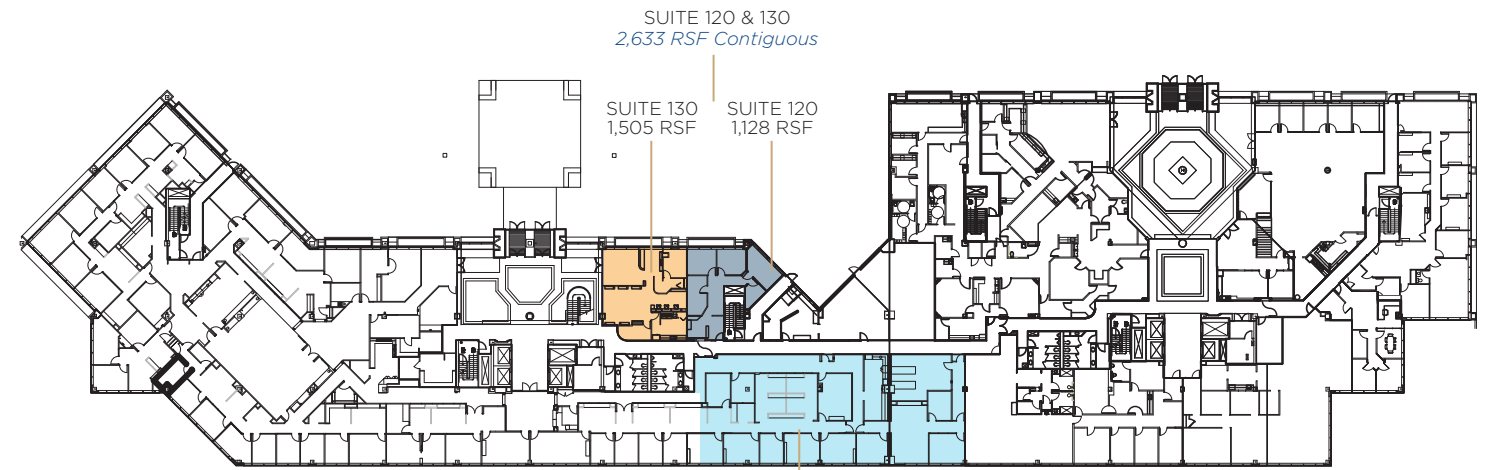 SUITE 120 & 130
2,633 RSF Contiguous
SUITE 130
1,505 RSF
SUITE 120
1,128 RSF